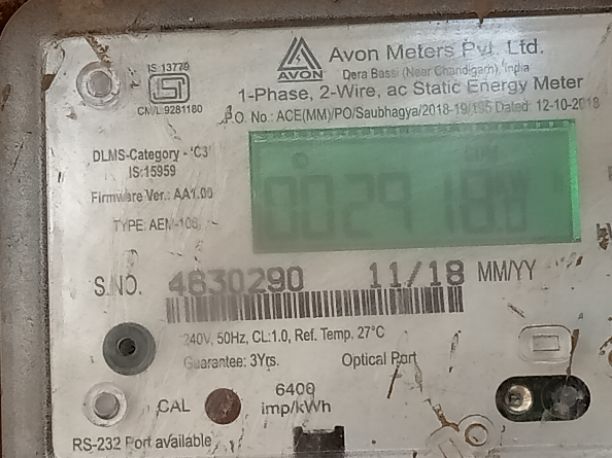 IS 13779
ISI
CM/L 9281180
AVON
Avon Meters Pvt. Ltd.
Dera Bassi (Near Chandigarh), India
1-Phase, 2-Wire, ac Static Energy Meter
P.O. No.: ACE(MM)/PO/Saubhagya/2018-19/195 Dated: 12-10-2018
DLMS-Category - 'C3'
IS:15959
Firmware Ver.: AA1.00
TYPE: AEM-106
S.NO. 4830290 11/18 MM/YY
240V, 50Hz, CL:1.0, Ref. Temp. 27°C
Guarantee: 3Yrs. Optical Port
CAL 6400
imp/kWh
RS-232 Port available